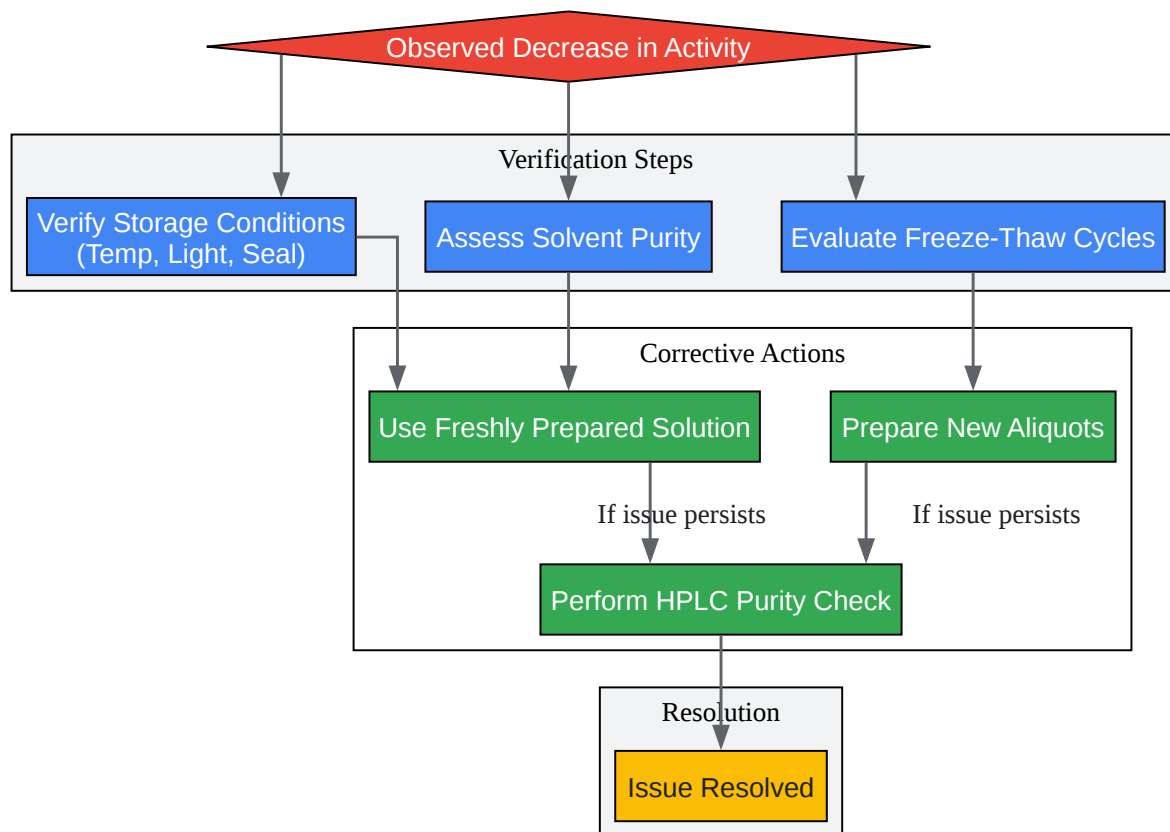 Observed Decrease in Activity
Verification Steps
Verify Storage Conditions
(Temp, Light, Seal)
Assess Solvent Purity
Evaluate Freeze-Thaw Cycles
Corrective Actions
Use Freshly Prepared Solution
Prepare New Aliquots
If issue persists
If issue persists
Perform HPLC Purity Check
Resolution
Issue Resolved